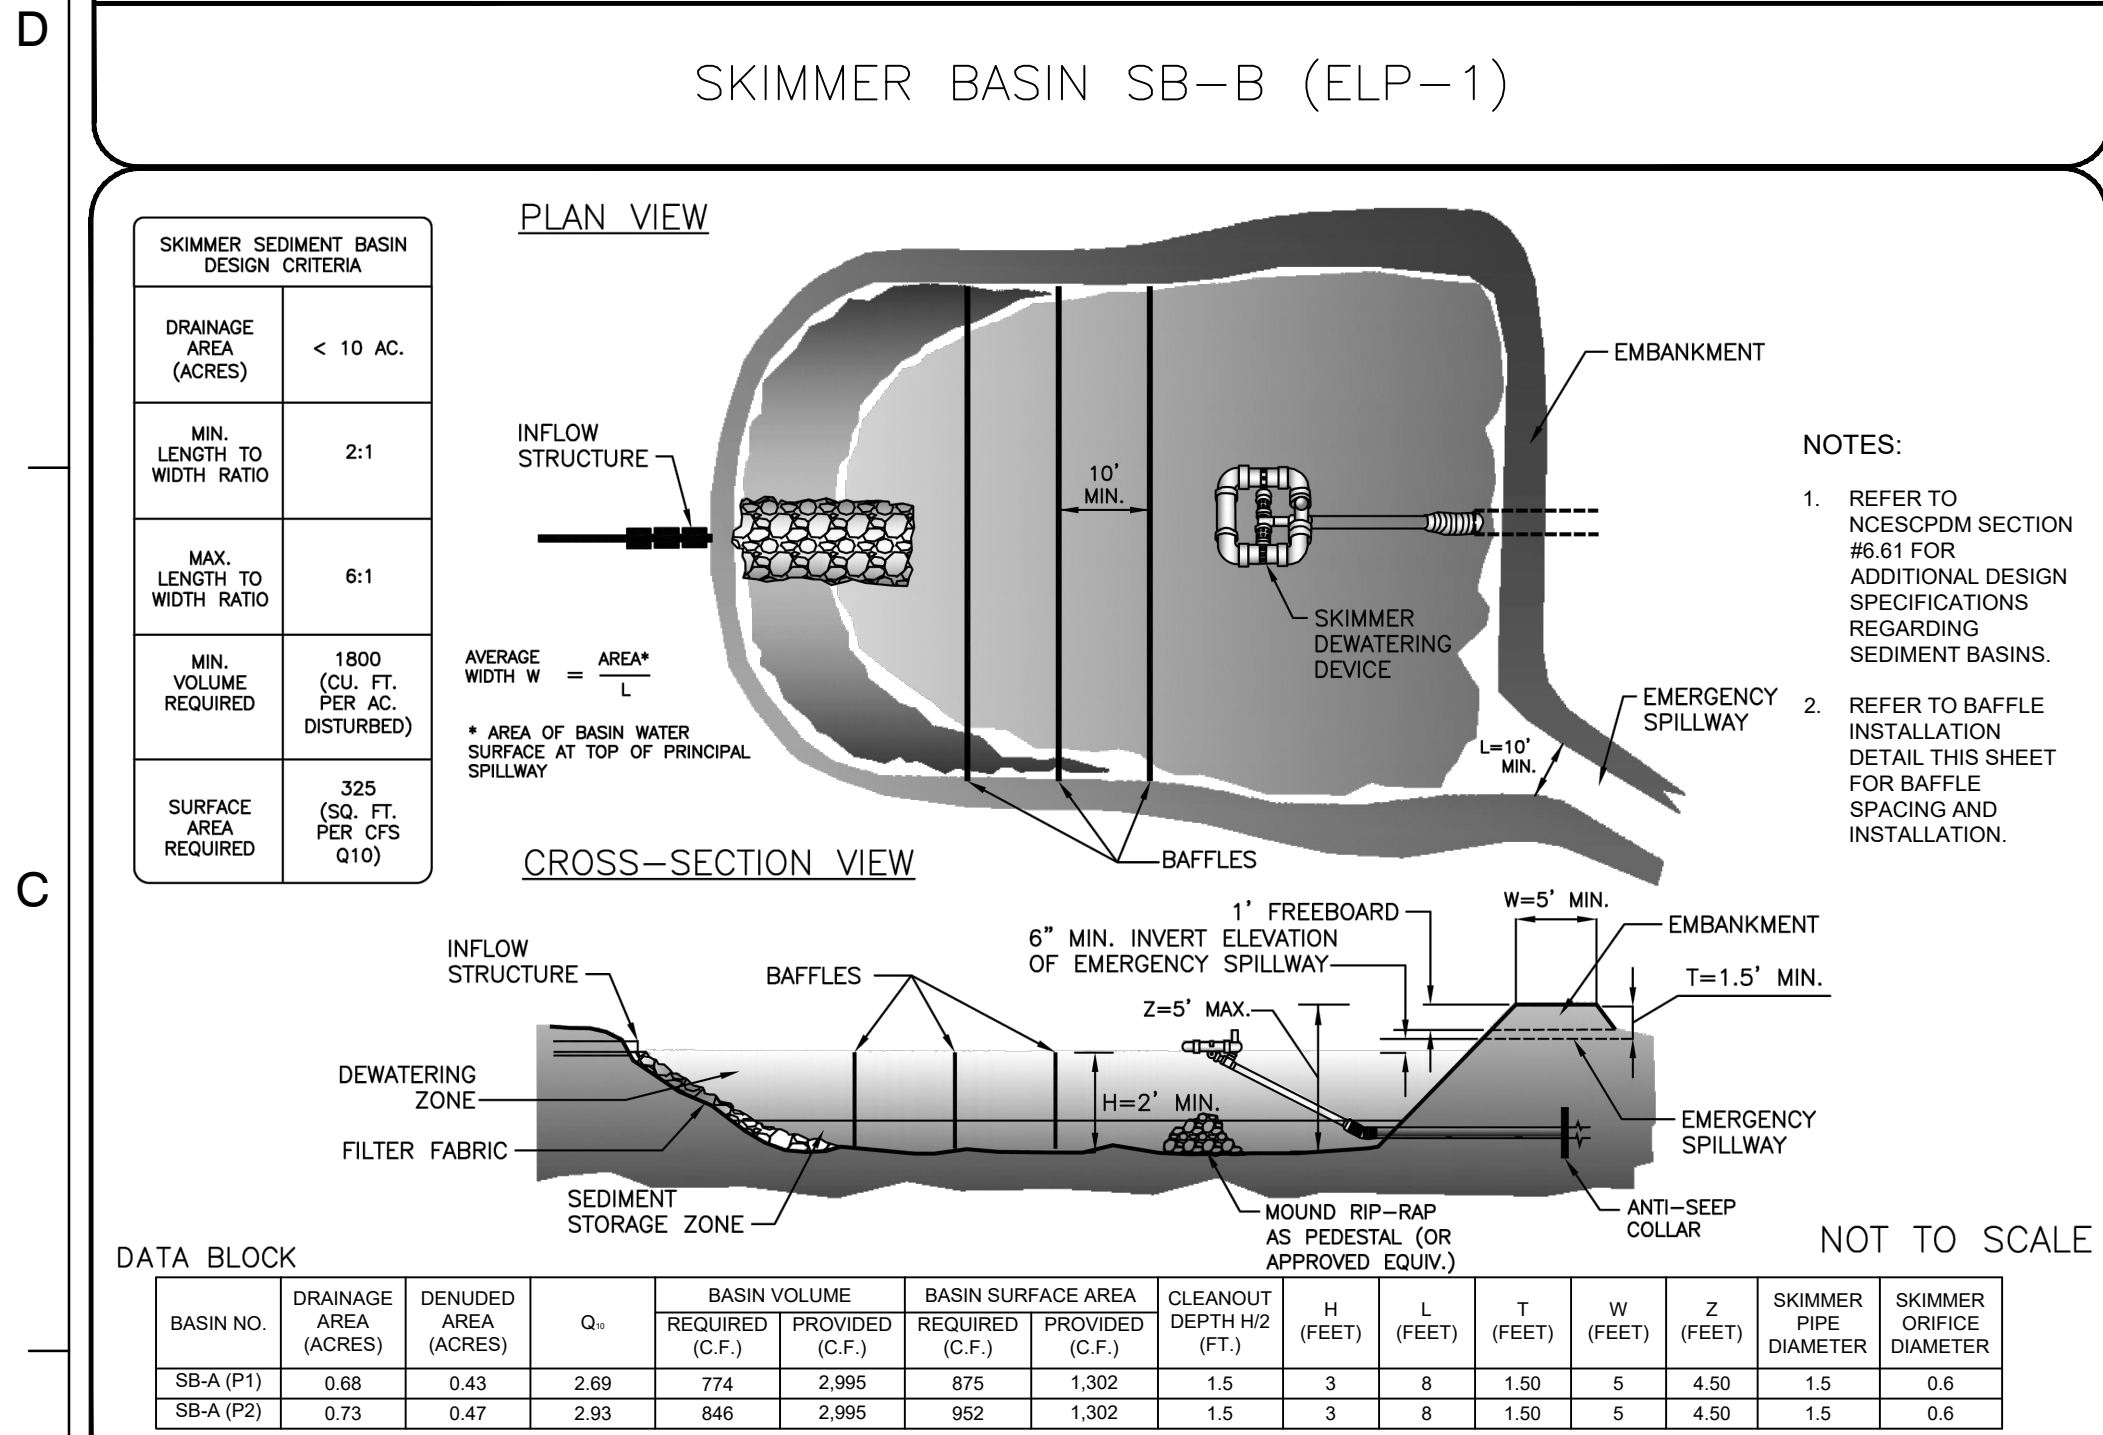 D
SKIMMER BASIN SB-B (ELP-1)
PLAN VIEW
SKIMMER SEDIMENT BASIN
DESIGN CRITERIA
DRAINAGE
AREA
(ACRES)
< 10 AC.
MIN.
LENGTH TO
WIDTH RATIO
2:1
MAX.
LENGTH TO
WIDTH RATIO
6:1
MIN.
VOLUME
REQUIRED
1800
(CU. FT.
PER AC.
DISTURBED)
SURFACE
AREA
REQUIRED
325
(SQ. FT.
PER CFS
Q10)
INFLOW
STRUCTURE
AVERAGE
WIDTH W = AREA*
L
* AREA OF BASIN WATER
SURFACE AT TOP OF PRINCIPAL
SPILLWAY
10'
MIN.
SKIMMER
DEWATERING
DEVICE
EMBANKMENT
EMERGENCY
SPILLWAY
L=10'
MIN.
BAFFLES
NOTES:
1. REFER TO
NCESCPDM SECTION
#6.61 FOR
ADDITIONAL DESIGN
SPECIFICATIONS
REGARDING
SEDIMENT BASINS.
2. REFER TO BAFFLE
INSTALLATION
DETAIL THIS SHEET
FOR BAFFLE
SPACING AND
INSTALLATION.
C
CROSS-SECTION VIEW
INFLOW
STRUCTURE
BAFFLES
1' FREEBOARD
6" MIN. INVERT ELEVATION
OF EMERGENCY SPILLWAY
Z=5' MAX.
W=5' MIN.
EMBANKMENT
T=1.5' MIN.
DEWATERING
ZONE
H=2' MIN.
FILTER FABRIC
SEDIMENT
STORAGE ZONE
MOUND RIP-RAP
AS PEDESTAL (OR
APPROVED EQUIV.)
EMERGENCY
SPILLWAY
ANTI-SEEP
COLLAR
NOT TO SCALE
DATA BLOCK
BASIN NO.
DRAINAGE
AREA
(ACRES)
DENUDED
AREA
(ACRES)
Q10
BASIN VOLUME
REQUIRED
(C.F.)
PROVIDED
(C.F.)
BASIN SURFACE AREA
REQUIRED
(C.F.)
PROVIDED
(C.F.)
CLEANOUT
DEPTH H/2
(FT.)
H
(FEET)
L
(FEET)
T
(FEET)
W
(FEET)
Z
(FEET)
SKIMMER
PIPE
DIAMETER
SKIMMER
ORIFICE
DIAMETER
SB-A (P1) 0.68 0.43 2.69 774 2,995 875 1,302 1.5 3 8 1.50 5 4.50 1.5 0.6
SB-A (P2) 0.73 0.47 2.93 846 2,995 952 1,302 1.5 3 8 1.50 5 4.50 1.5 0.6